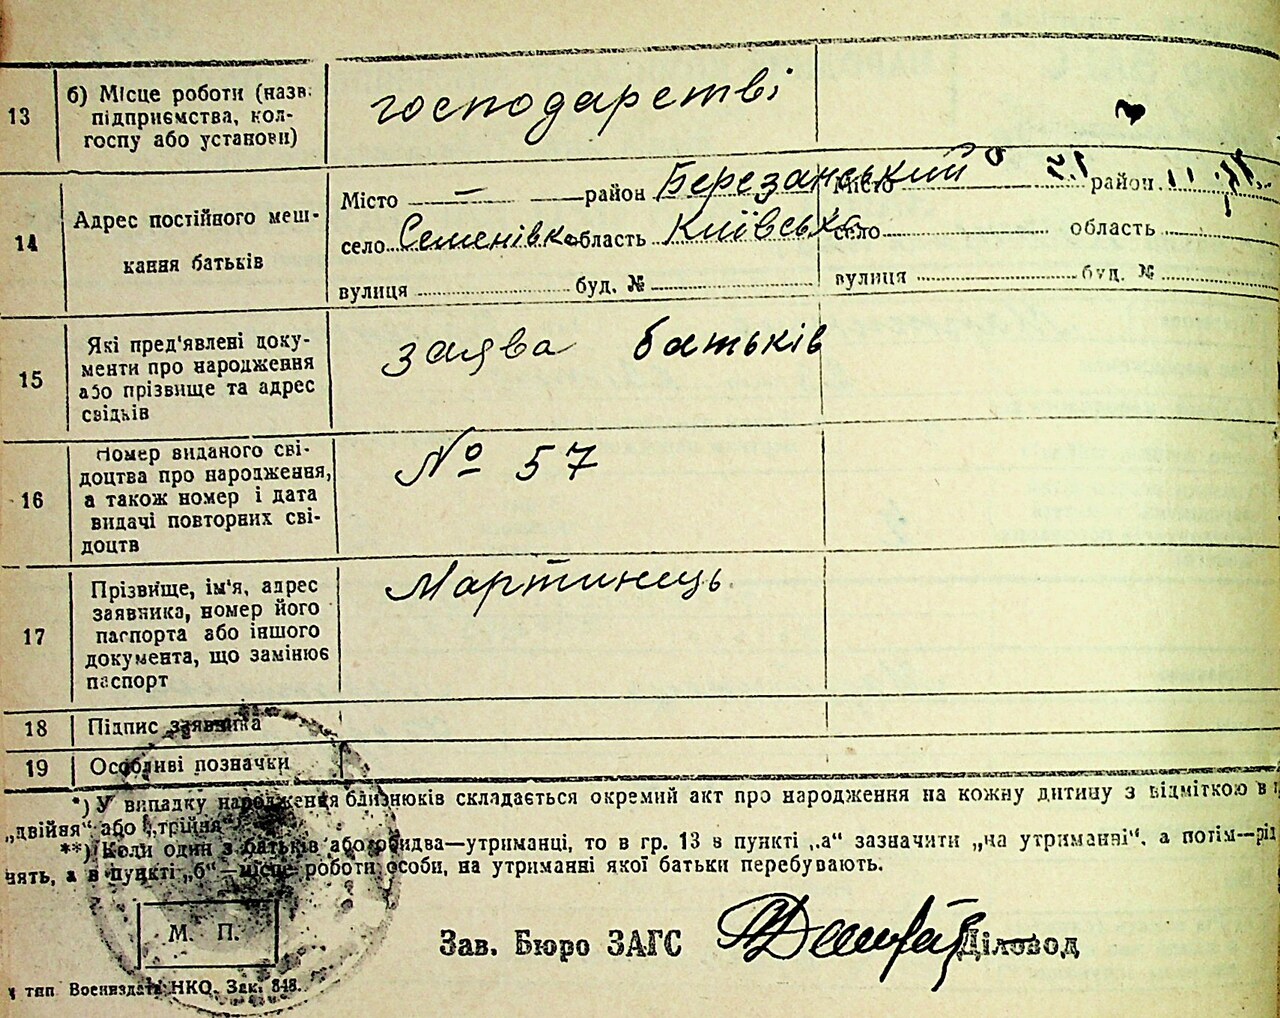 13 б) Місце роботи (назв.
підприємства, кол-
госпу або установи)
господарстві
14 Адрес постійного меш-
кання батьків
Місто — район Березанський
село Семенівка область Київська
вулиця буд. №
Місто район
село область
вулиця буд. №
15 Які пред'явлені доку-
менти про народження
або прізвище та адрес
свідків
заява батьків
16 Номер виданого сві-
доцтва про народження,
а також номер і дата
видачі повторних сві-
доцтв
№ 57
17 Прізвище, ім'я, адрес
заявника, номер його
паспорта або іншого
документа, що замінює
паспорт
Мартинець
18 Підпис заявника
19 Особливі позначки
*) У випадку народження близнюків складається окремий акт про народження на кожну дитину з відміткою в
„двійня“ або „трійня“
**) Коли один з батьків або обидва—утриманці, то в гр. 13 в пункті „а“ зазначити „на утриманні“, а потім—рід
нять, а в пункті „б“—місце роботи особи, на утриманні якої батьки перебувають.
М. П.
Зав. Бюро ЗАГС Діловод
тип Воениздата НКО. Зак. 848.